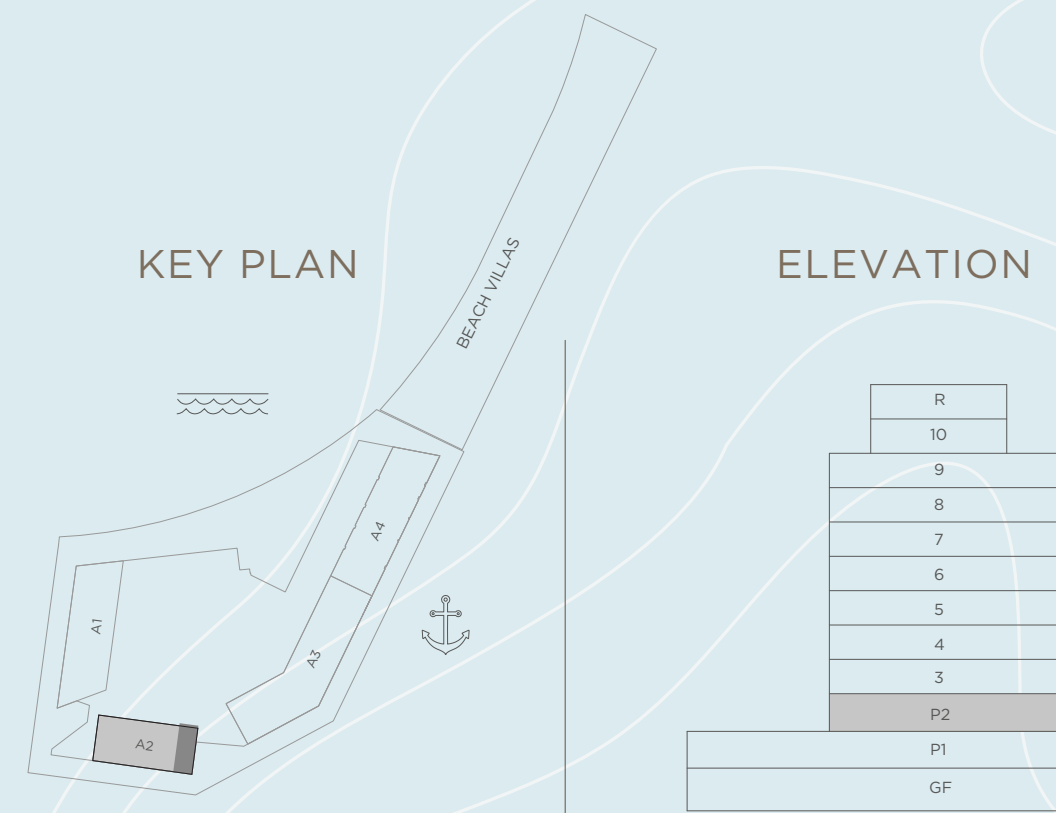 KEY PLAN
BEACH VILLAS
A4
A1
A3
A2
ELEVATION
R
10
9
8
7
6
5
4
3
P2
P1
GF